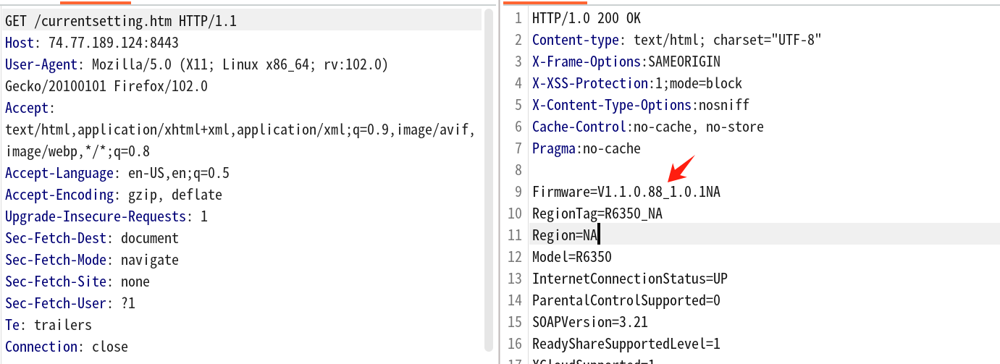 GET /currentsetting.htm HTTP/1.1
Host: 74.77.189.124:8443
User-Agent: Mozilla/5.0 (X11; Linux x86_64; rv:102.0)
Gecko/20100101 Firefox/102.0
Accept:
text/html,application/xhtml+xml,application/xml;q=0.9,image/avif,
image/webp,*/*;q=0.8
Accept-Language: en-US,en;q=0.5
Accept-Encoding: gzip, deflate
Upgrade-Insecure-Requests: 1
Sec-Fetch-Dest: document
Sec-Fetch-Mode: navigate
Sec-Fetch-Site: none
Sec-Fetch-User: ?1
Te: trailers
Connection: close
1 HTTP/1.0 200 OK
2 Content-type: text/html; charset="UTF-8"
3 X-Frame-Options:SAMEORIGIN
4 X-XSS-Protection:1;mode=block
5 X-Content-Type-Options:nosniff
6 Cache-Control:no-cache, no-store
7 Pragma:no-cache
8
9 Firmware=V1.1.0.88_1.0.1NA
10 RegionTag=R6350_NA
11 Region=NA
12 Model=R6350
13 InternetConnectionStatus=UP
14 ParentalControlSupported=0
15 SOAPVersion=3.21
16 ReadyShareSupportedLevel=1
17 XCloudSupported=1